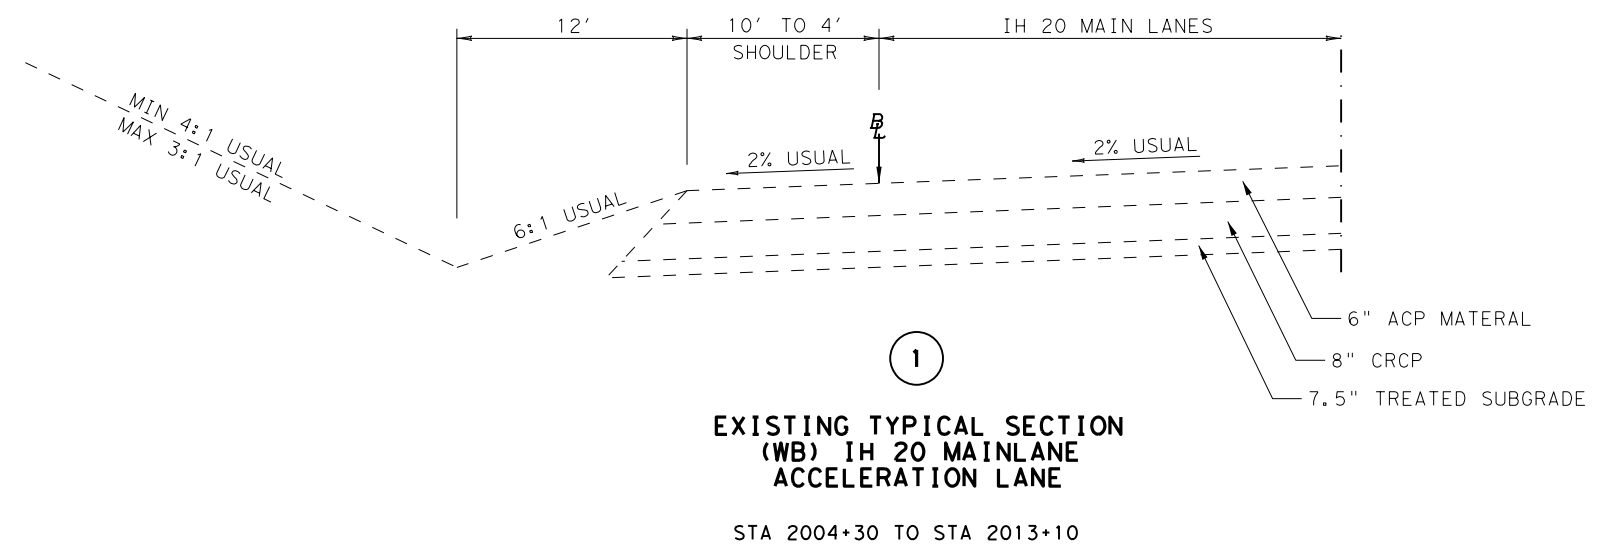 12' 10' TO 4' IH 20 MAIN LANES
SHOULDER
MIN 4:1 USUAL
MAX 3:1 USUAL
BL
2% USUAL
2% USUAL
6:1 USUAL
6" ACP MATERAL
8" CRCP
7.5" TREATED SUBGRADE
1
EXISTING TYPICAL SECTION
(WB) IH 20 MAINLANE
ACCELERATION LANE
STA 2004+30 TO STA 2013+10